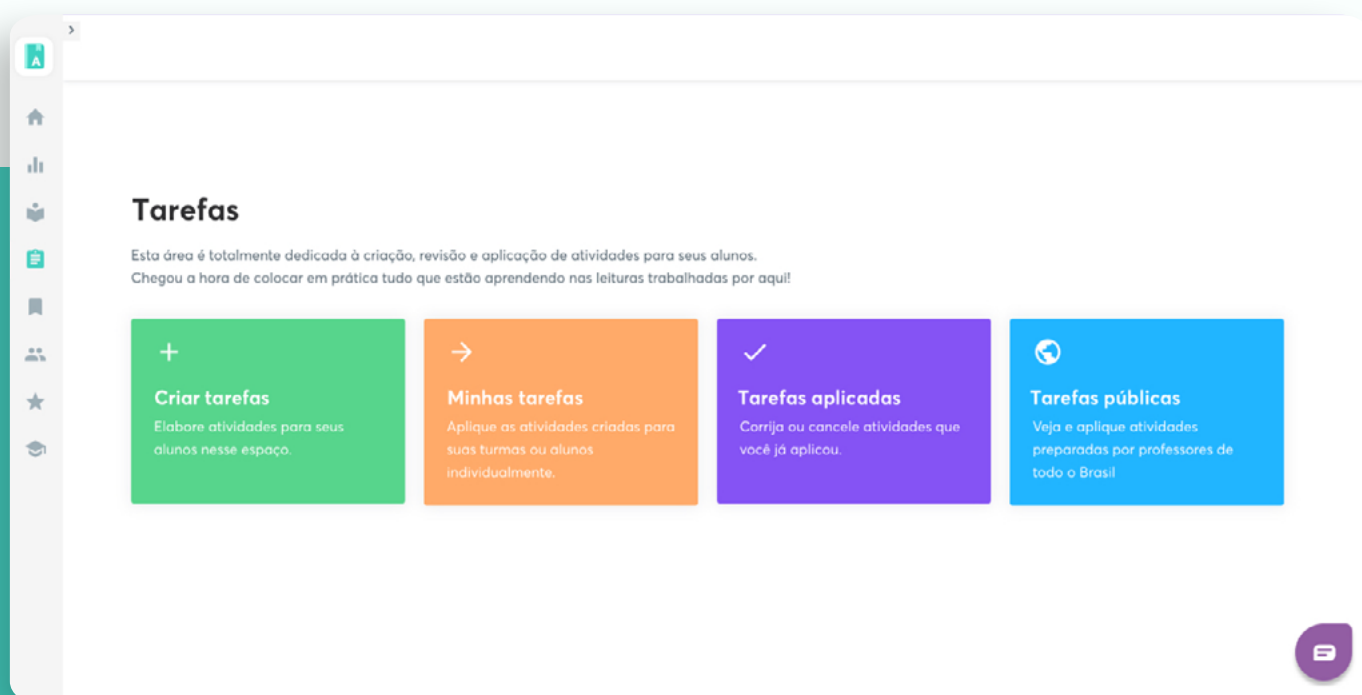 A
Tarefas
Esta área é totalmente dedicada à criação, revisão e aplicação de atividades para seus alunos.
Chegou a hora de colocar em prática tudo que estão aprendendo nas leituras trabalhadas por aqui!
Criar tarefas
Elabore atividades para seus
alunos nesse espaço.
Minhas tarefas
Aplique as atividades criadas para
suas turmas ou alunos
individualmente.
Tarefas aplicadas
Corrija ou cancele atividades que
você já aplicou.
Tarefas públicas
Veja e aplique atividades
preparadas por professores de
todo o Brasil